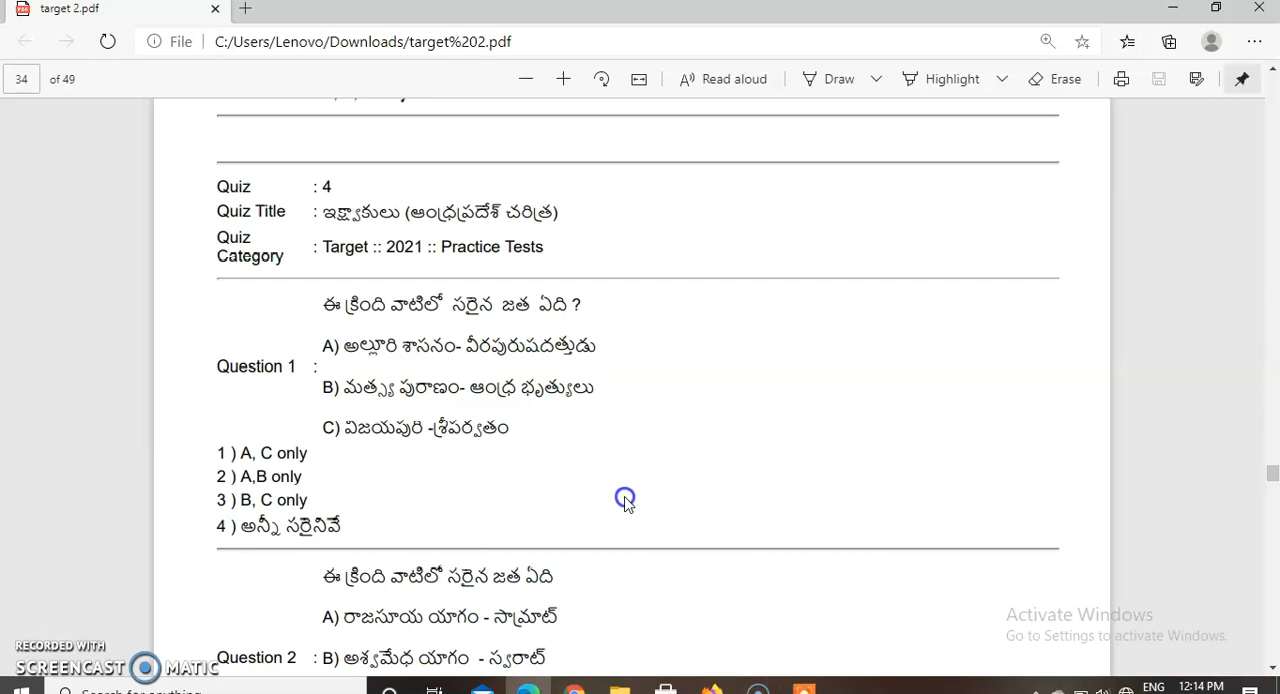 target 2.pdf
File C:/Users/Lenovo/Downloads/target%202.pdf
34 of 49 Read aloud Draw Highlight Erase
Quiz : 4
Quiz Title : ఇక్ష్వాకులు (ఆంధ్రప్రదేశ్ చరిత్ర)
Quiz Category : Target :: 2021 :: Practice Tests
ఈ క్రింది వాటిలో సరైన జత ఏది ?
A) అల్లూరి శాసనం- వీరపురుషదత్తుడు
Question 1 :
B) మత్స్య పురాణం- ఆంధ్ర భృత్యులు
C) విజయపురి -శ్రీపర్వతం
1 ) A, C only
2 ) A,B only
3 ) B, C only
4 ) అన్నీ సరైనివే
ఈ క్రింది వాటిలో సరైన జత ఏది
A) రాజసూయ యాగం - సామ్రాట్
Question 2 : B) అశ్వమేధ యాగం - స్వరాట్
Activate Windows
Go to Settings to activate Windows.
RECORDED WITH
SCREENCAST MATIC
Search for anything
ENG 12:14 PM